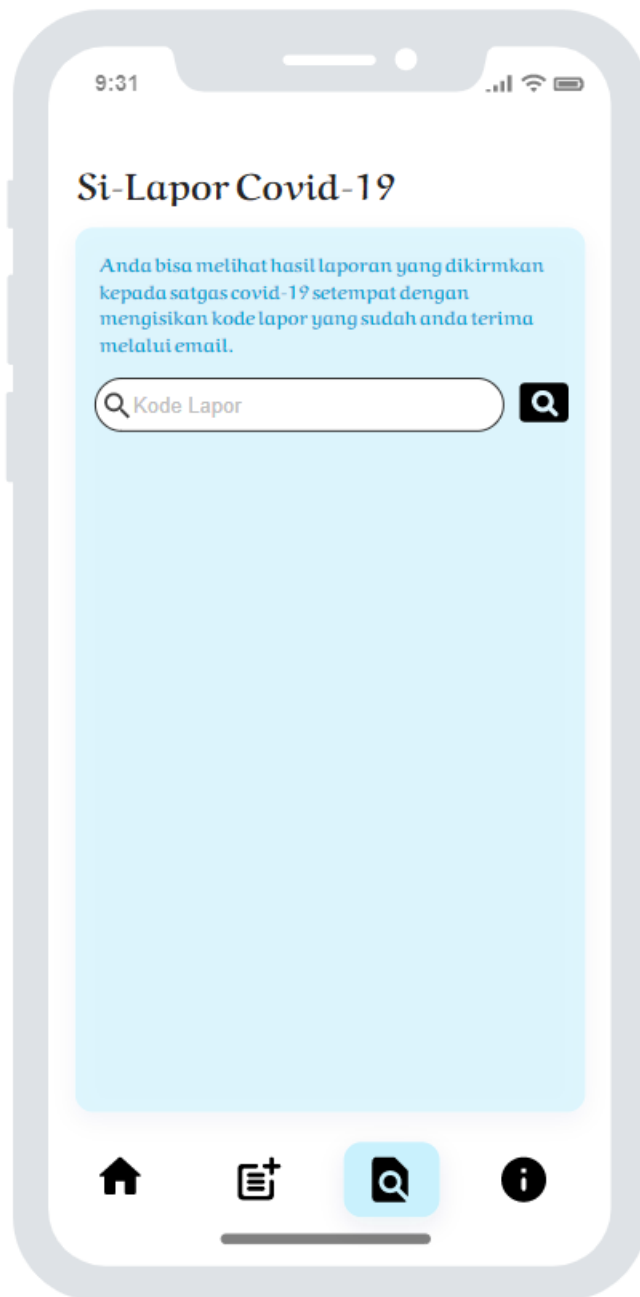 9:31
Si-Lapor Covid-19
Anda bisa melihat hasil laporan yang dikirmkan
kepada satgas covid-19 setempat dengan
mengisikan kode lapor yang sudah anda terima
melalui email.
Kode Lapor